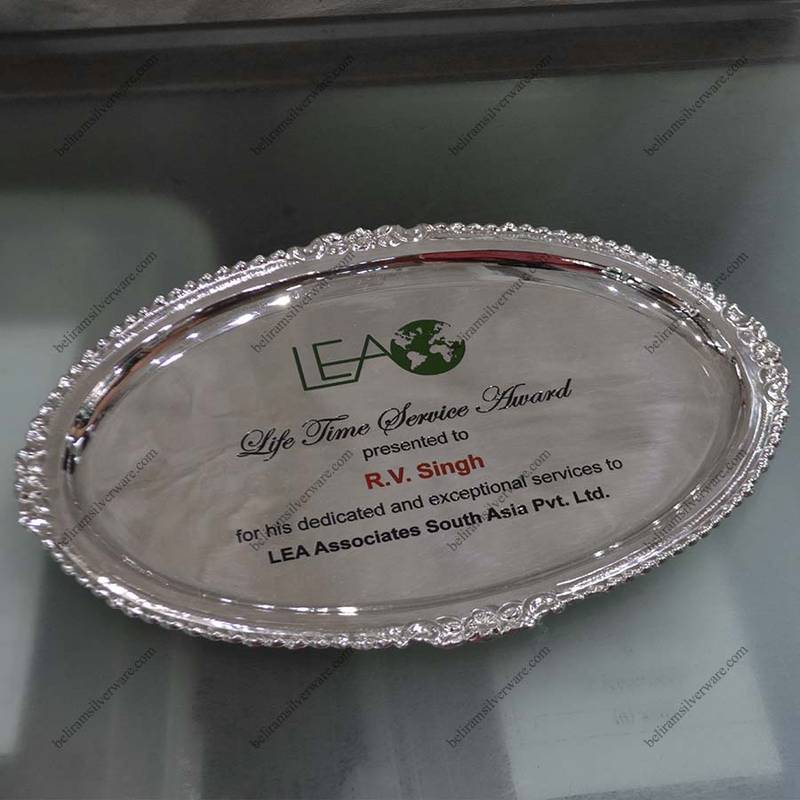 LEA
Life Time Service Award
presented to
R.V. Singh
for his dedicated and exceptional services to
LEA Associates South Asia Pvt. Ltd.
beliramsilverware.com